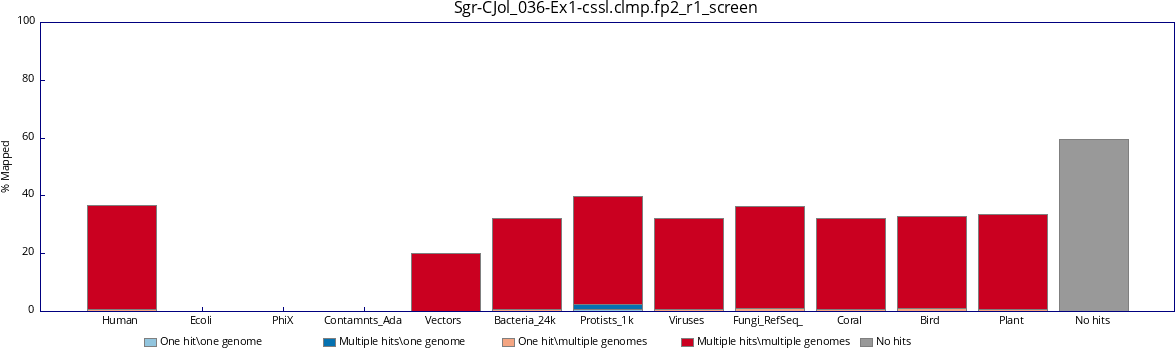 Sgr-CJol_036-Ex1-cssl.clmp.fp2_r1_screen
100
80
60
40
20
0
% Mapped
Human Ecoli PhiX Contamnts_Ada Vectors Bacteria_24k Protists_1k Viruses Fungi_RefSeq_ Coral Bird Plant No hits
One hit\one genome Multiple hits\one genome One hit\multiple genomes Multiple hits\multiple genomes No hits